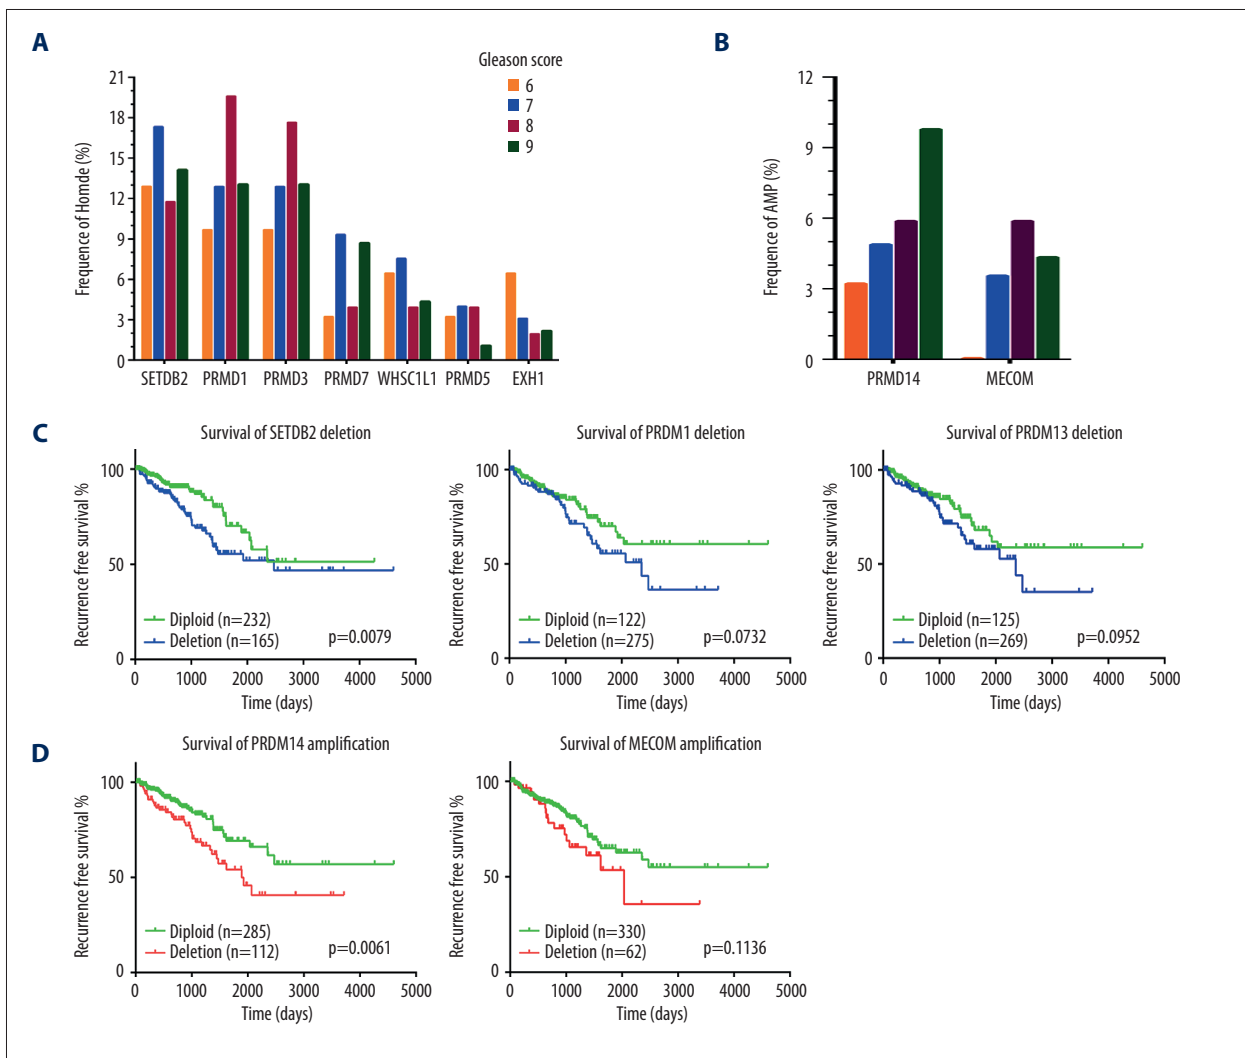 A
Gleason score
6
7
8
9
Frequence of Homde (%)
21
18
15
12
9
6
3
0
SETDB2 PRMD1 PRMD3 PRMD7 WHSC1L1 PRMD5 EXH1
B
Frequence of AMP (%)
12
9
6
3
0
PRMD14 MECOM
C
Survival of SETDB2 deletion
Recurrence free survival %
100
50
0
Diploid (n=232)
Deletion (n=165)
p=0.0079
0 1000 2000 3000 4000 5000
Time (days)
Survival of PRDM1 deletion
Recurrence free survival %
100
50
0
Diploid (n=122)
Deletion (n=275)
p=0.0732
0 1000 2000 3000 4000 5000
Time (days)
Survival of PRDM13 deletion
Recurrence free survival %
100
50
0
Diploid (n=125)
Deletion (n=269)
p=0.0952
0 1000 2000 3000 4000 5000
Time (days)
D
Survival of PRDM14 amplification
Recurrence free survival %
100
50
0
Diploid (n=285)
Deletion (n=112)
p=0.0061
0 1000 2000 3000 4000 5000
Time (days)
Survival of MECOM amplification
Recurrence free survival %
100
50
0
Diploid (n=330)
Deletion (n=62)
p=0.1136
0 1000 2000 3000 4000 5000
Time (days)